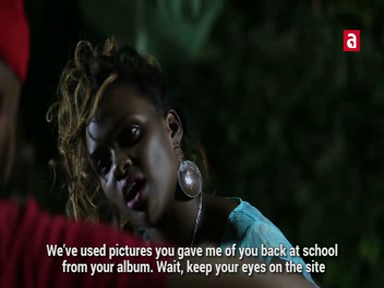 a
We've used pictures you gave me of you back at school
from your album. Wait, keep your eyes on the site